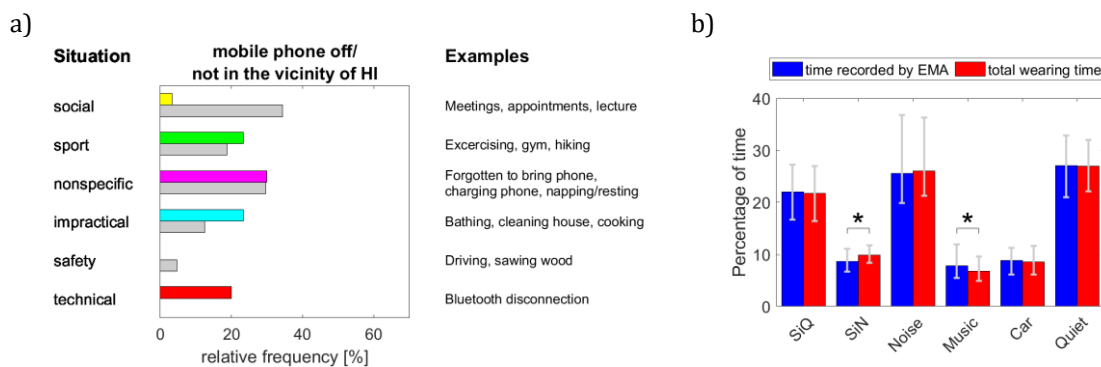 a)
Situation
mobile phone off/
not in the vicinity of HI
Examples
social
Meetings, appointments, lecture
sport
Excercising, gym, hiking
nonspecific
Forgotten to bring phone,
charging phone, napping/resting
impractical
Bathing, cleaning house, cooking
safety
Driving, sawing wood
technical
Bluetooth disconnection
0 20 40 60
relative frequency [%]
b)
time recorded by EMA total wearing time
Percentage of time
40
30
20
10
0
* *
SiQ SiN Noise Music Car Quiet